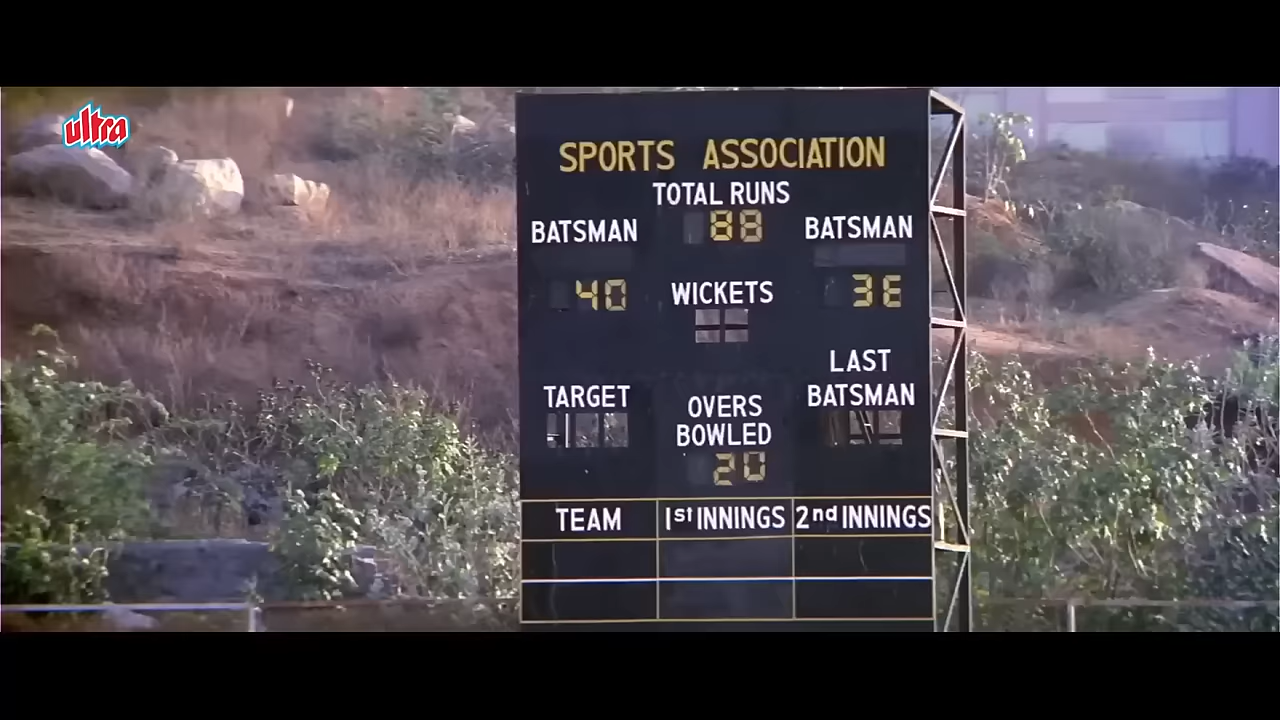 ultra
SPORTS ASSOCIATION
TOTAL RUNS
88
BATSMAN
BATSMAN
40
WICKETS
3E
TARGET
LAST
BATSMAN
OVERS
BOWLED
20
TEAM
1st INNINGS
2nd INNINGS